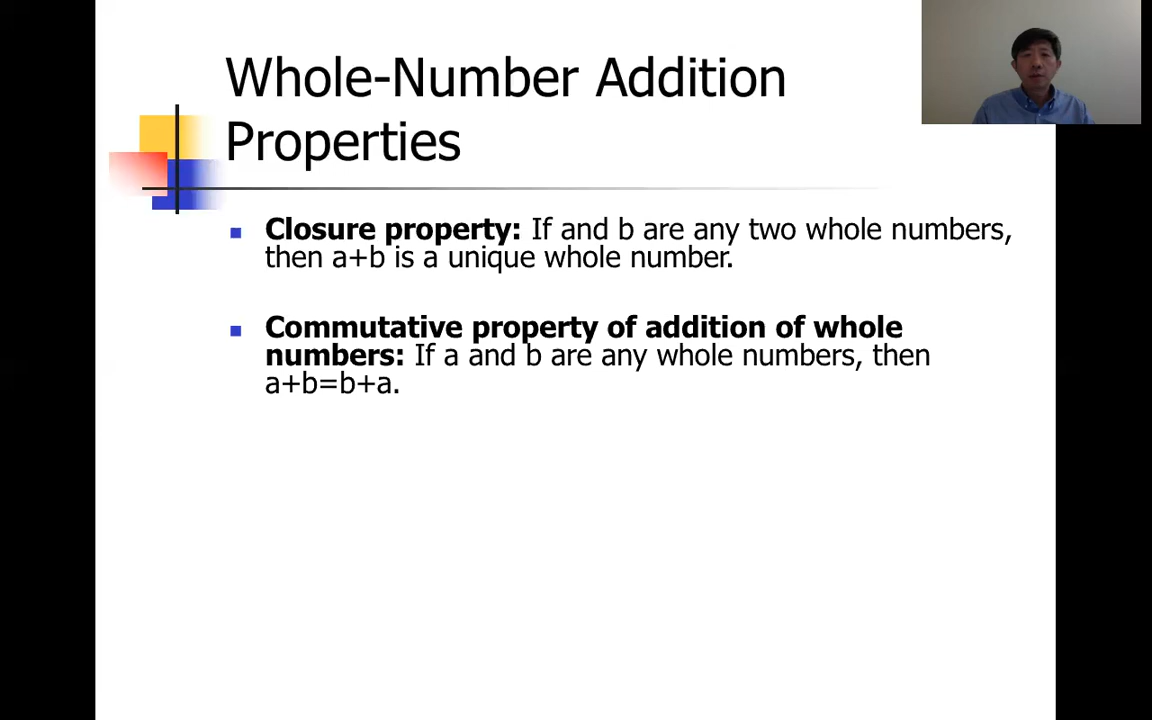 Whole-Number Addition
Properties
Closure property: If and b are any two whole numbers,
then a+b is a unique whole number.
Commutative property of addition of whole
numbers: If a and b are any whole numbers, then
a+b=b+a.